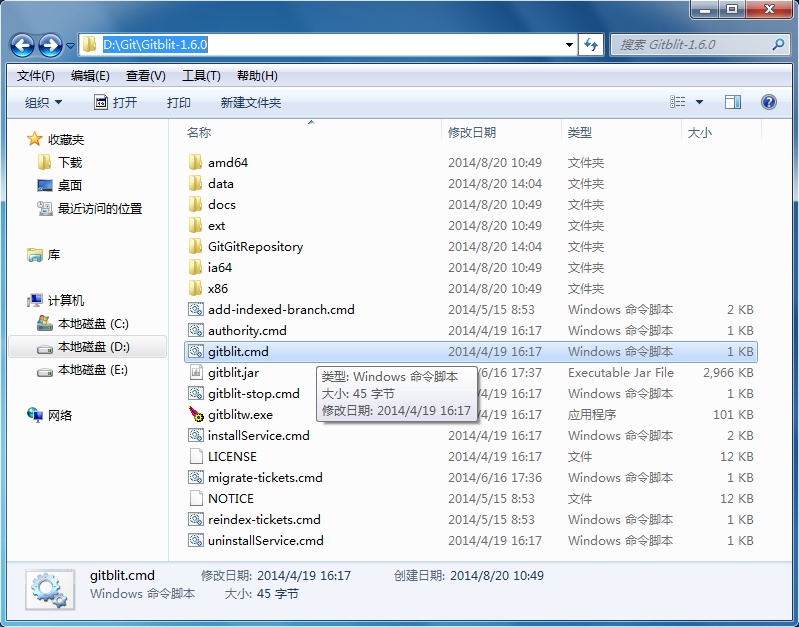 D:\Git\Gitblit-1.6.0
搜索 Gitblit-1.6.0
文件(F) 编辑(E) 查看(V) 工具(T) 帮助(H)
组织 打开 打印 新建文件夹
收藏夹
下载
桌面
最近访问的位置
库
计算机
本地磁盘 (C:)
本地磁盘 (D:)
本地磁盘 (E:)
网络
名称 修改日期 类型 大小
amd64 2014/8/20 10:49 文件夹
data 2014/8/20 14:04 文件夹
docs 2014/8/20 10:49 文件夹
ext 2014/8/20 10:49 文件夹
GitGitRepository 2014/8/20 14:04 文件夹
ia64 2014/8/20 10:49 文件夹
x86 2014/8/20 10:49 文件夹
add-indexed-branch.cmd 2014/5/15 8:53 Windows 命令脚本 2 KB
authority.cmd 2014/4/19 16:17 Windows 命令脚本 1 KB
gitblit.cmd 2014/4/19 16:17 Windows 命令脚本 1 KB
gitblit.jar /6/16 17:37 Executable Jar File 2,966 KB
gitblit-stop.cmd /4/19 16:17 Windows 命令脚本 1 KB
gitblitw.exe /4/19 16:17 应用程序 101 KB
installService.cmd 2014/4/19 16:17 Windows 命令脚本 2 KB
LICENSE 2014/4/19 16:17 文件 12 KB
migrate-tickets.cmd 2014/6/16 17:36 Windows 命令脚本 1 KB
NOTICE 2014/5/15 8:53 文件 12 KB
reindex-tickets.cmd 2014/5/15 8:53 Windows 命令脚本 1 KB
uninstallService.cmd 2014/4/19 16:17 Windows 命令脚本 1 KB
类型: Windows 命令脚本
大小: 45 字节
修改日期: 2014/4/19 16:17
gitblit.cmd 修改日期: 2014/4/19 16:17 创建日期: 2014/8/20 10:49
Windows 命令脚本 大小: 45 字节